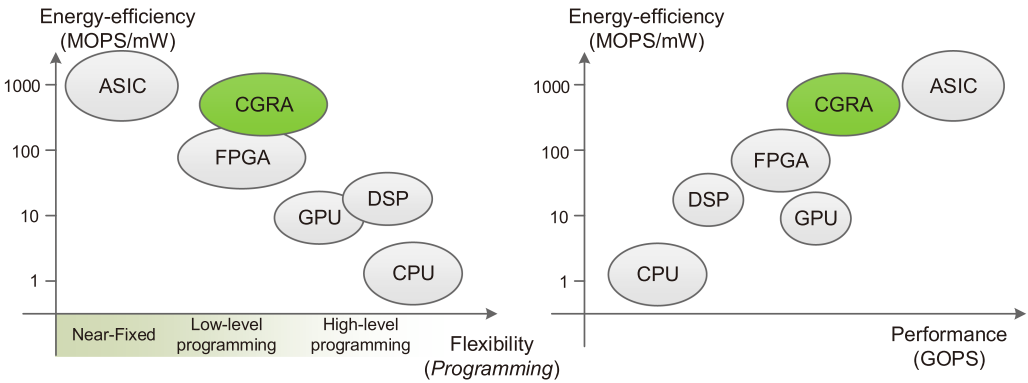 Energy-efficiency
(MOPS/mW)
1000
100
10
1
ASIC
CGRA
FPGA
GPU
DSP
CPU
Near-Fixed
Low-level
programming
High-level
programming
Flexibility
(Programming)
Energy-efficiency
(MOPS/mW)
1000
100
10
1
CGRA
ASIC
FPGA
DSP
GPU
CPU
Performance
(GOPS)